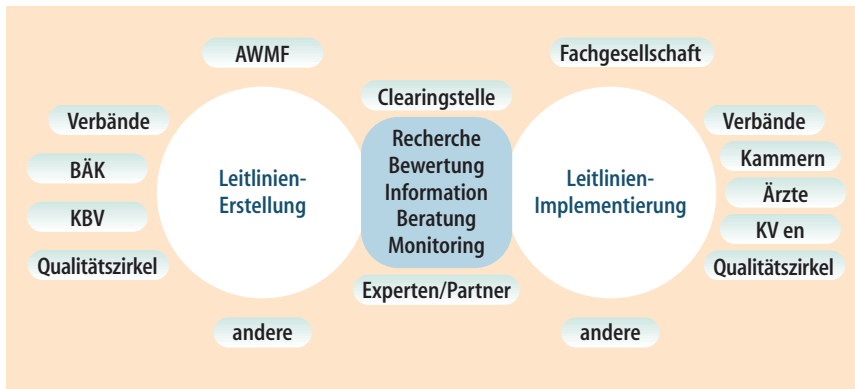 AWMF
Fachgesellschaft
Clearingstelle
Verbände
BÄK
KBV
Qualitätszirkel
andere
Leitlinien-
Erstellung
Recherche
Bewertung
Information
Beratung
Monitoring
Experten/Partner
Leitlinien-
Implementierung
Verbände
Kammern
Ärzte
KV en
Qualitätszirkel
andere